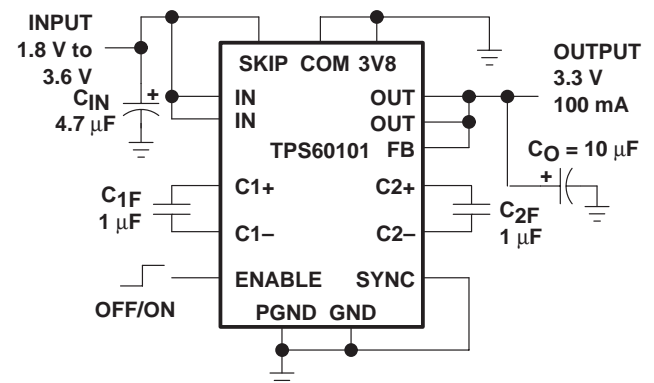 INPUT
1.8 V to
3.6 V
CIN
4.7 μF
+
SKIP COM 3V8
IN
IN
OUT
OUT
TPS60101 FB
OUTPUT
3.3 V
100 mA
CO = 10 μF
+
C1F
1 μF
C1+
C1–
C2+
C2–
C2F
1 μF
ENABLE SYNC
OFF/ON
PGND GND